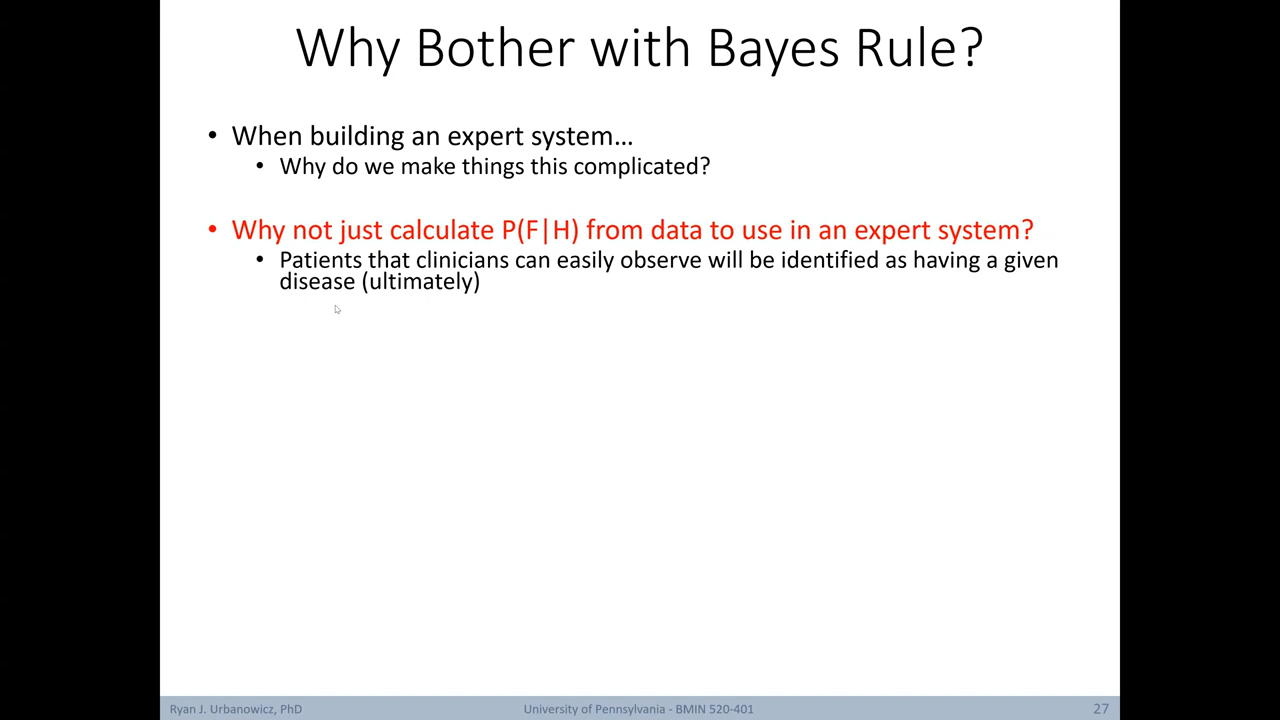 Why Bother with Bayes Rule?
• When building an expert system…
• Why do we make things this complicated?
• Why not just calculate P(F|H) from data to use in an expert system?
• Patients that clinicians can easily observe will be identified as having a given
disease (ultimately)
Ryan J. Urbanowicz, PhD
University of Pennsylvania - BMIN 520-401
27